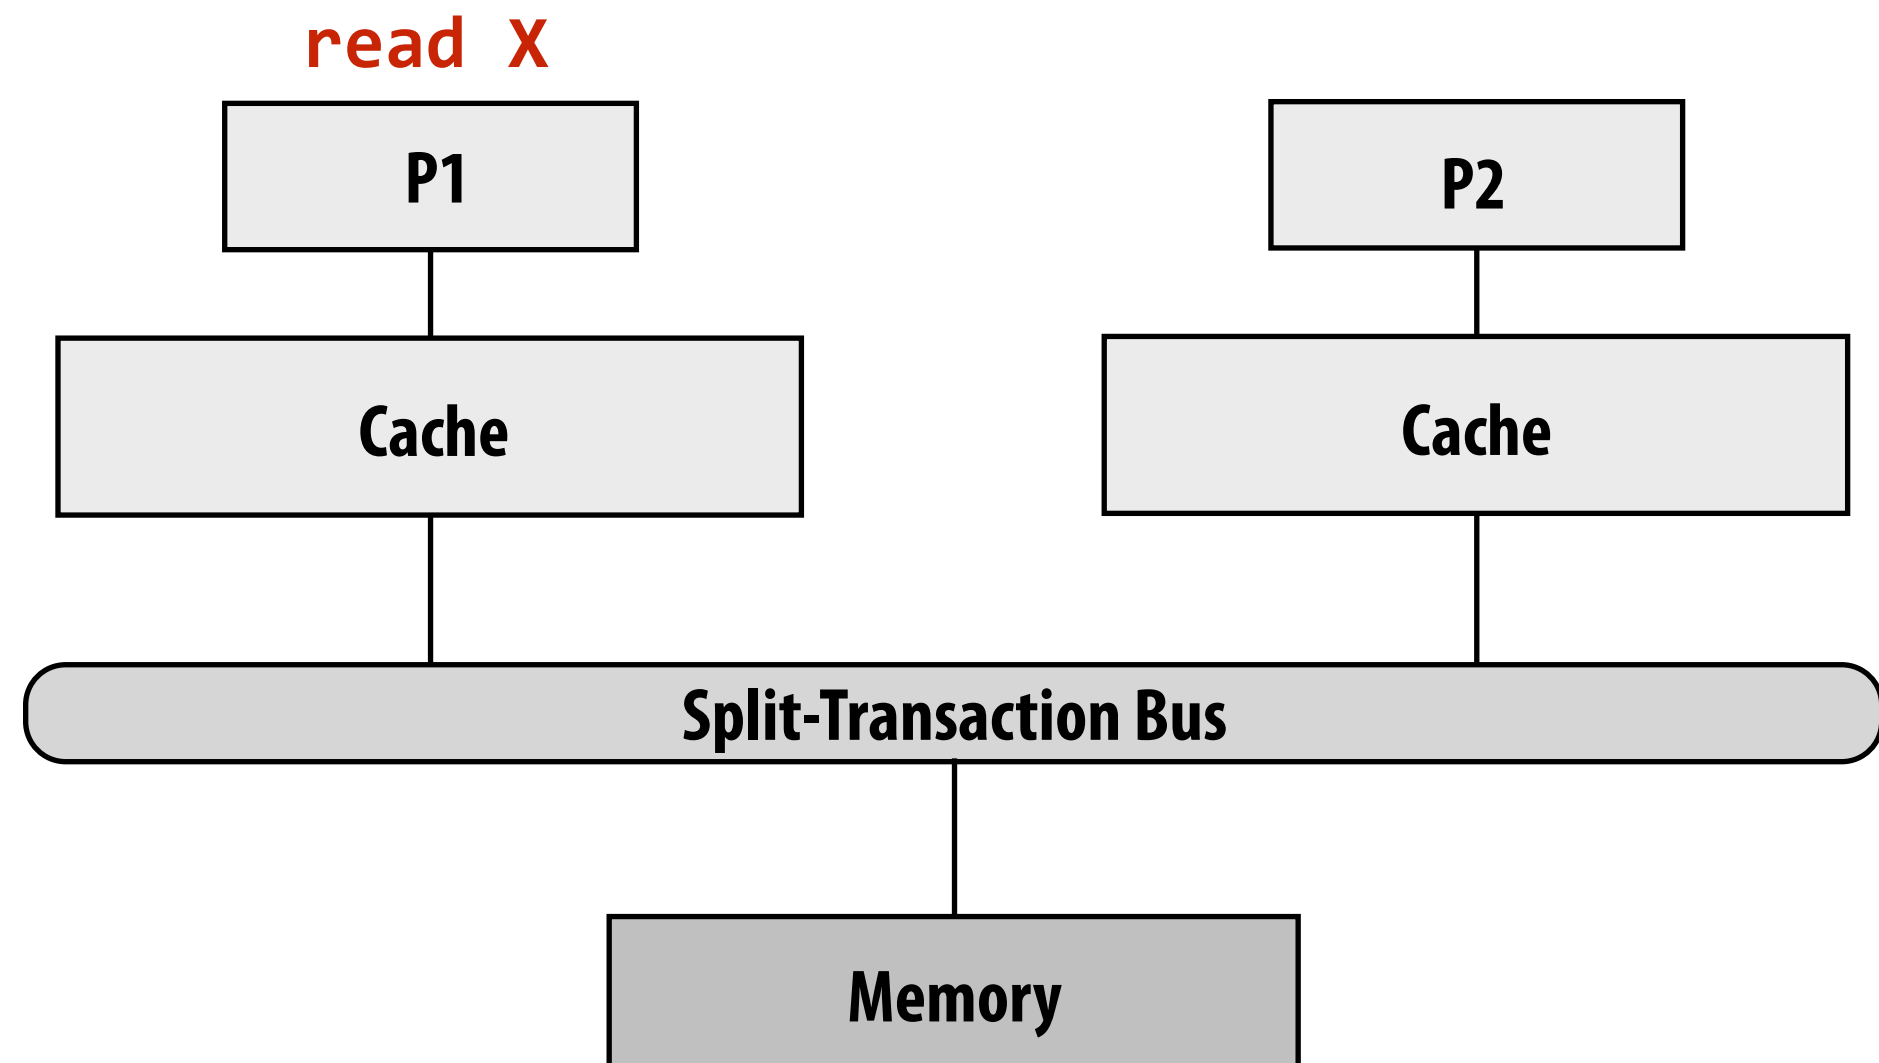 read X
P1
P2
Cache
Cache
Split-Transaction Bus
Memory